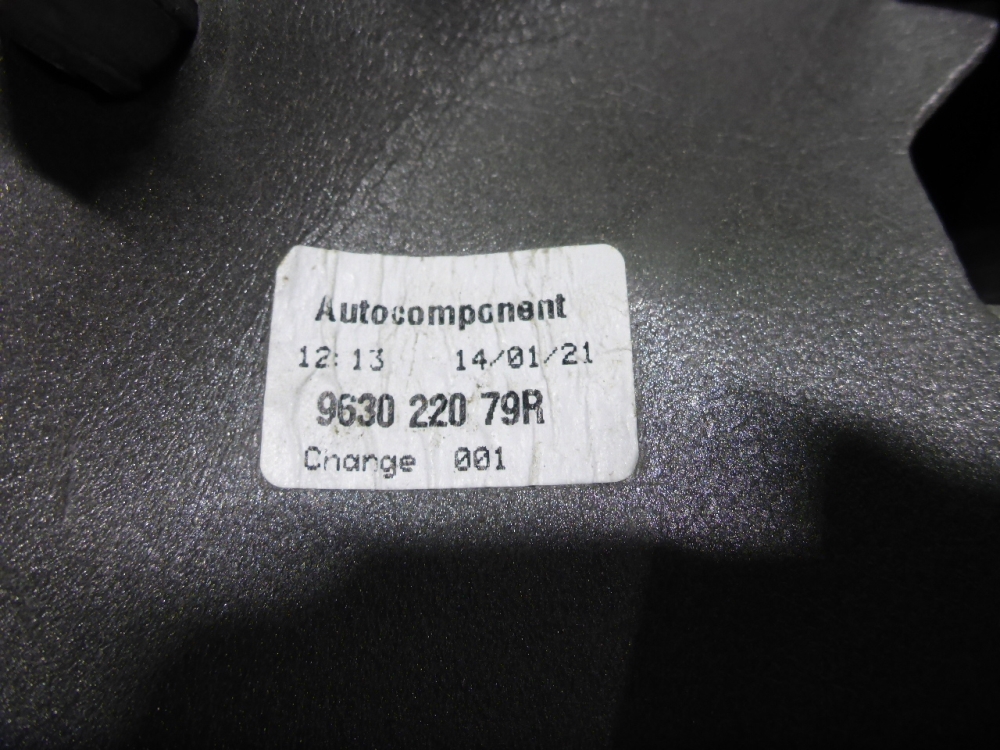 Autocomponent
12:13 14/01/21
9630 220 79R
Change 001